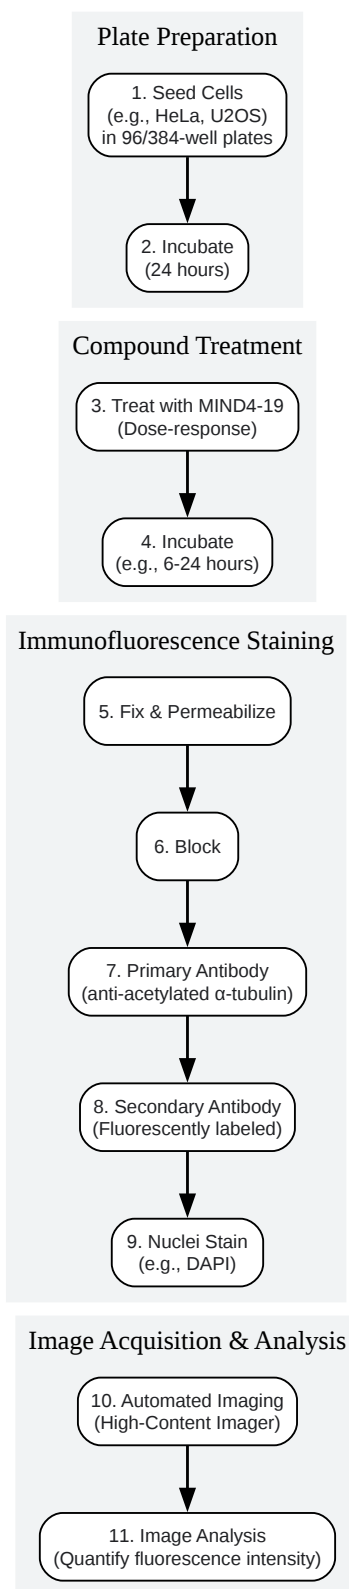 Plate Preparation
1. Seed Cells
(e.g., HeLa, U2OS)
in 96/384-well plates
2. Incubate
(24 hours)
Compound Treatment
3. Treat with MIND4-19
(Dose-response)
4. Incubate
(e.g., 6-24 hours)
Immunofluorescence Staining
5. Fix & Permeabilize
6. Block
7. Primary Antibody
(anti-acetylated α-tubulin)
8. Secondary Antibody
(Fluorescently labeled)
9. Nuclei Stain
(e.g., DAPI)
Image Acquisition & Analysis
10. Automated Imaging
(High-Content Imager)
11. Image Analysis
(Quantify fluorescence intensity)